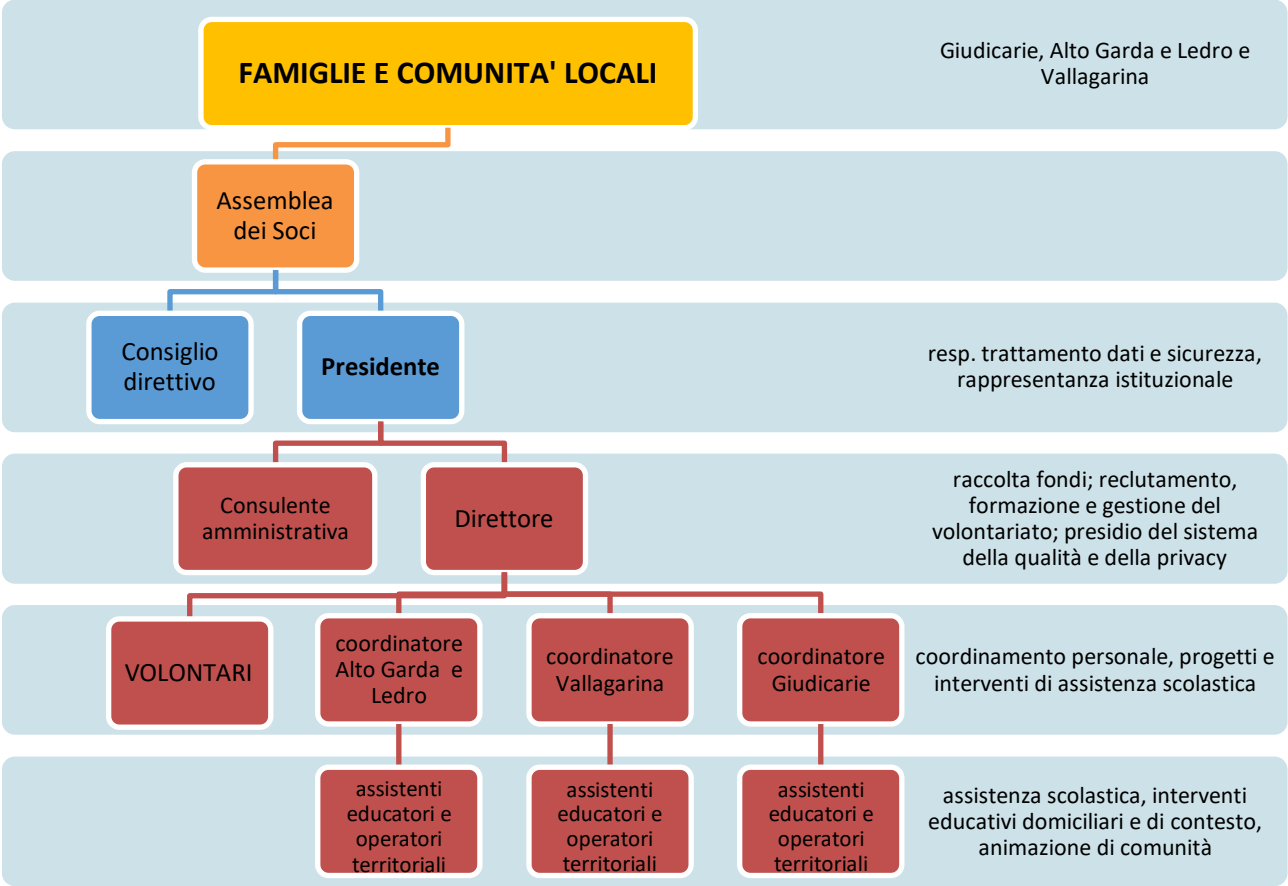 FAMIGLIE E COMUNITA' LOCALI
Giudicarie, Alto Garda e Ledro e
Vallagarina
Assemblea
dei Soci
Consiglio
direttivo
Presidente
resp. trattamento dati e sicurezza,
rappresentanza istituzionale
Consulente
amministrativa
Direttore
raccolta fondi; reclutamento,
formazione e gestione del
volontariato; presidio del sistema
della qualità e della privacy
VOLONTARI
coordinatore
Alto Garda e
Ledro
coordinatore
Vallagarina
coordinatore
Giudicarie
coordinamento personale, progetti e
interventi di assistenza scolastica
assistenti
educatori e
operatori
territoriali
assistenti
educatori e
operatori
territoriali
assistenti
educatori e
operatori
territoriali
assistenza scolastica, interventi
educativi domiciliari e di contesto,
animazione di comunità